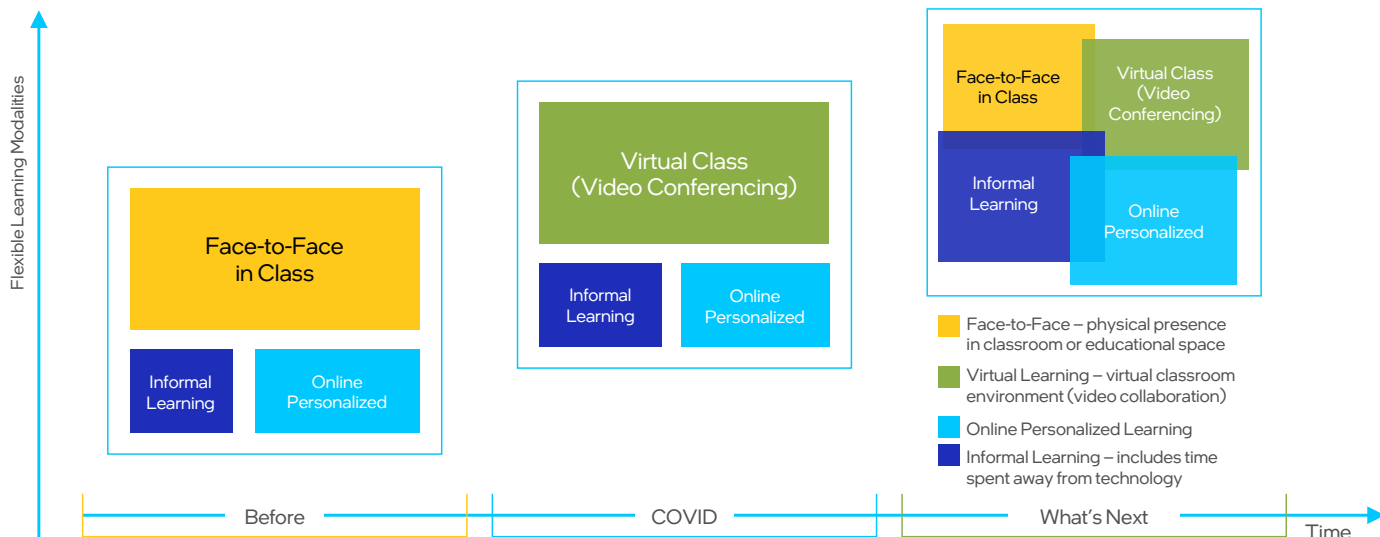 Flexible Learning Modalities
Face-to-Face
in Class
Informal
Learning
Online
Personalized
Virtual Class
(Video Conferencing)
Informal
Learning
Online
Personalized
Face-to-Face
in Class
Virtual Class
(Video
Conferencing)
Informal
Learning
Online
Personalized
Face-to-Face – physical presence
in classroom or educational space
Virtual Learning – virtual classroom
environment (video collaboration)
Online Personalized Learning
Informal Learning – includes time
spent away from technology
Before
COVID
What's Next
Time